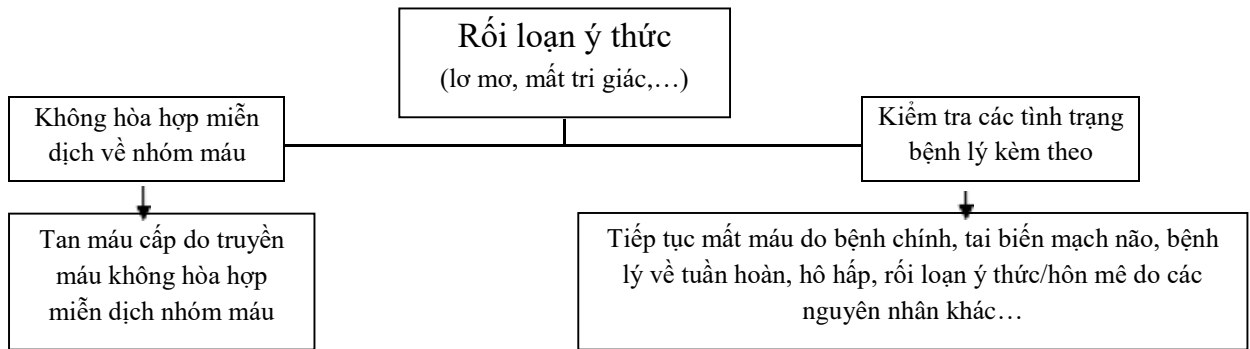 Rối loạn ý thức
(lơ mơ, mất tri giác,…)
Không hòa hợp miễn
dịch về nhóm máu
Kiểm tra các tình trạng
bệnh lý kèm theo
Tan máu cấp do truyền
máu không hòa hợp
miễn dịch nhóm máu
Tiếp tục mất máu do bệnh chính, tai biến mạch não, bệnh
lý về tuần hoàn, hô hấp, rối loạn ý thức/hôn mê do các
nguyên nhân khác…